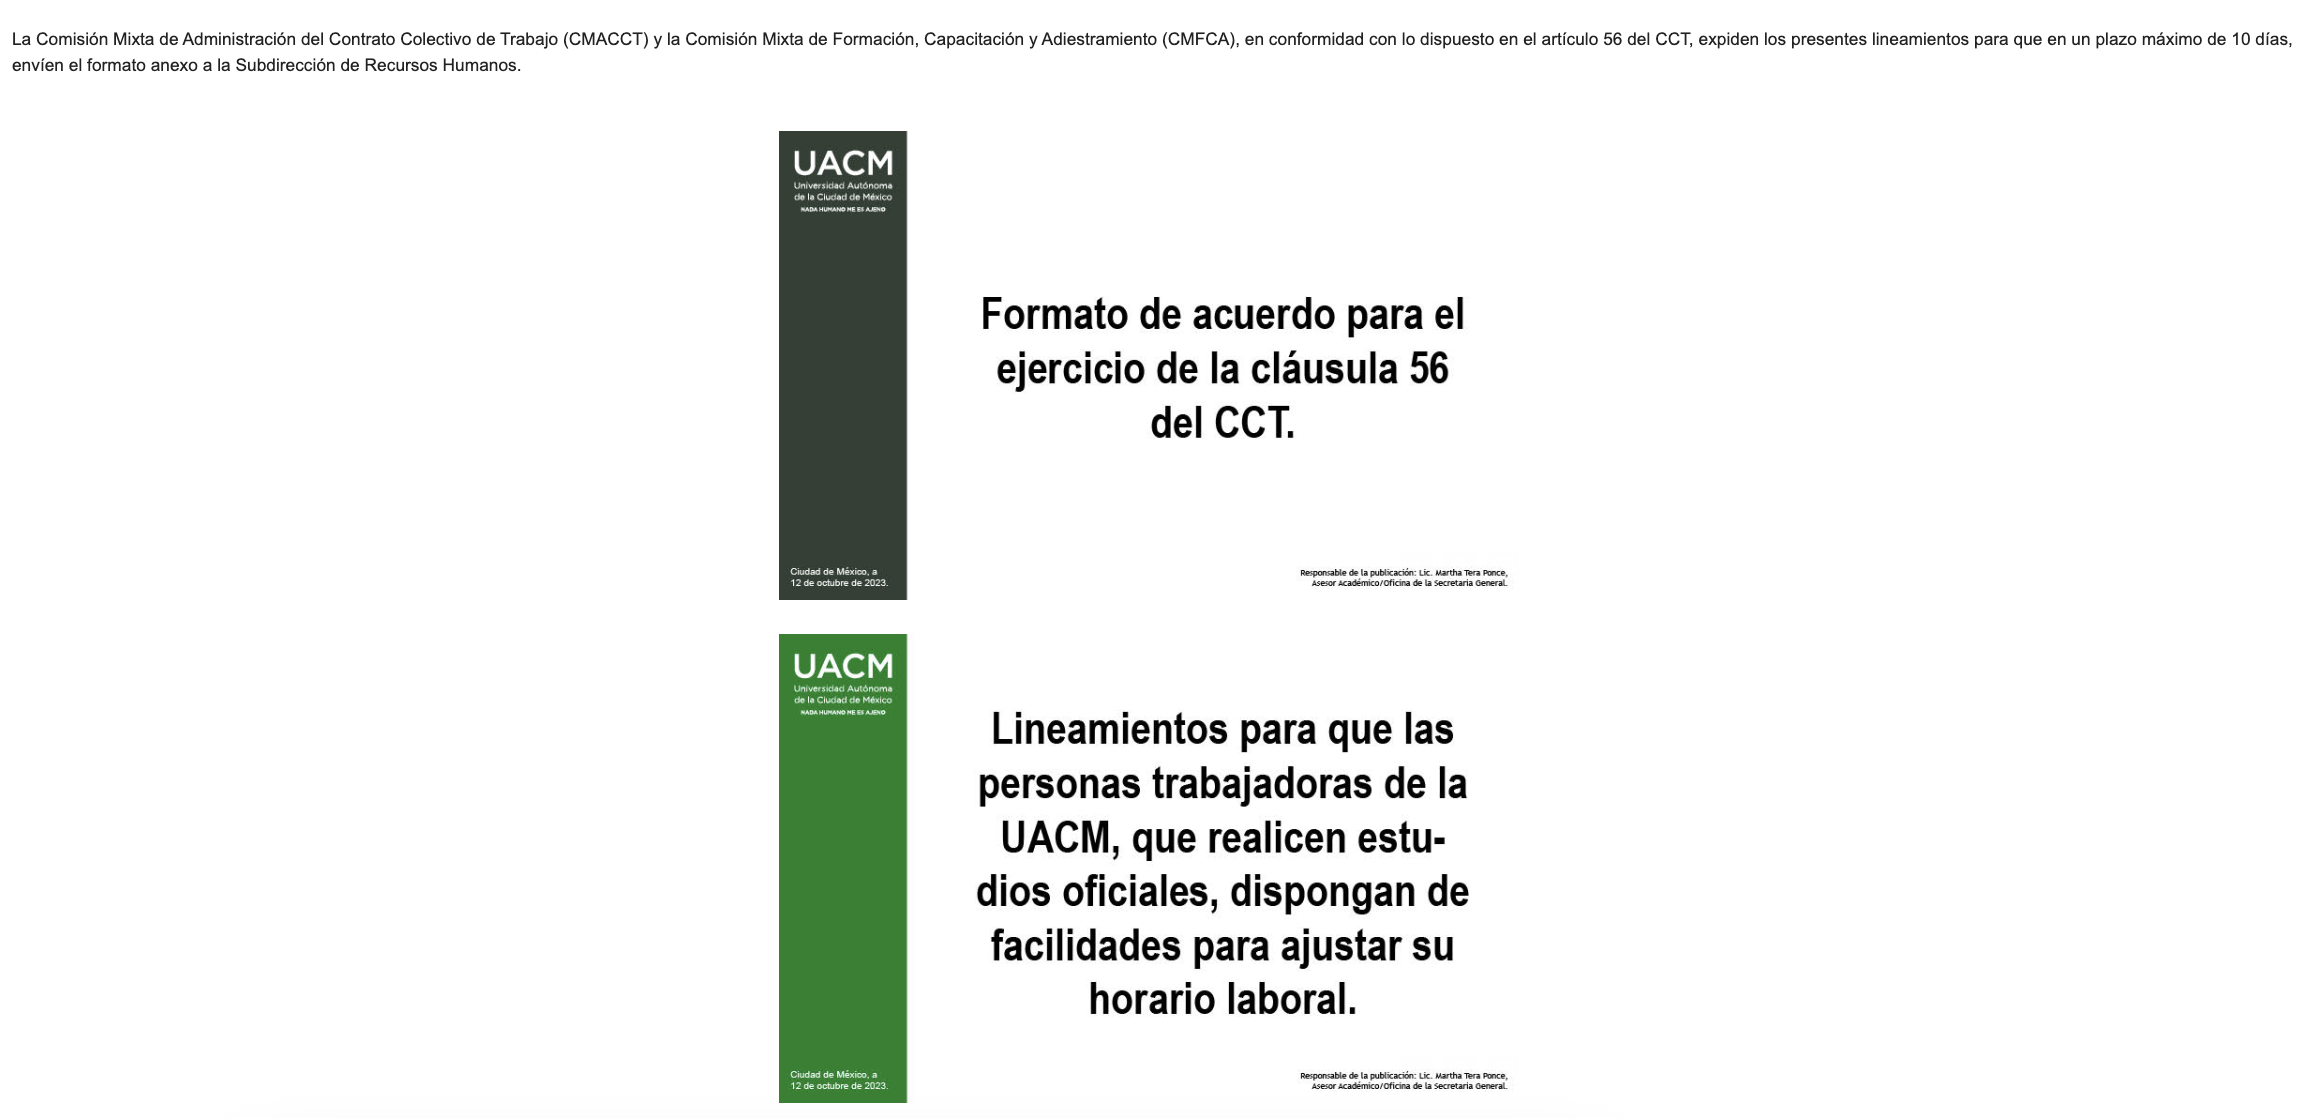 La Comisión Mixta de Administración del Contrato Colectivo de Trabajo (CMACCT) y la Comisión Mixta de Formación, Capacitación y Adiestramiento (CMFCA), en conformidad con lo dispuesto en el artículo 56 del CCT, expiden los presentes lineamientos para que en un plazo máximo de 10 días,
envíen el formato anexo a la Subdirección de Recursos Humanos.
UACM
Universidad Autónoma
de la Ciudad de México
NADA HUMANO ME ES AJENO
Formato de acuerdo para el
ejercicio de la cláusula 56
del CCT.
Ciudad de México, a
12 de octubre de 2023.
Responsable de la publicación: Lic. Martha Tera Ponce,
Asesor Académico/Oficina de la Secretaria General.
UACM
Universidad Autónoma
de la Ciudad de México
NADA HUMANO ME ES AJENO
Lineamientos para que las
personas trabajadoras de la
UACM, que realicen estu-
dios oficiales, dispongan de
facilidades para ajustar su
horario laboral.
Ciudad de México, a
12 de octubre de 2023.
Responsable de la publicación: Lic. Martha Tera Ponce,
Asesor Académico/Oficina de la Secretaria General.